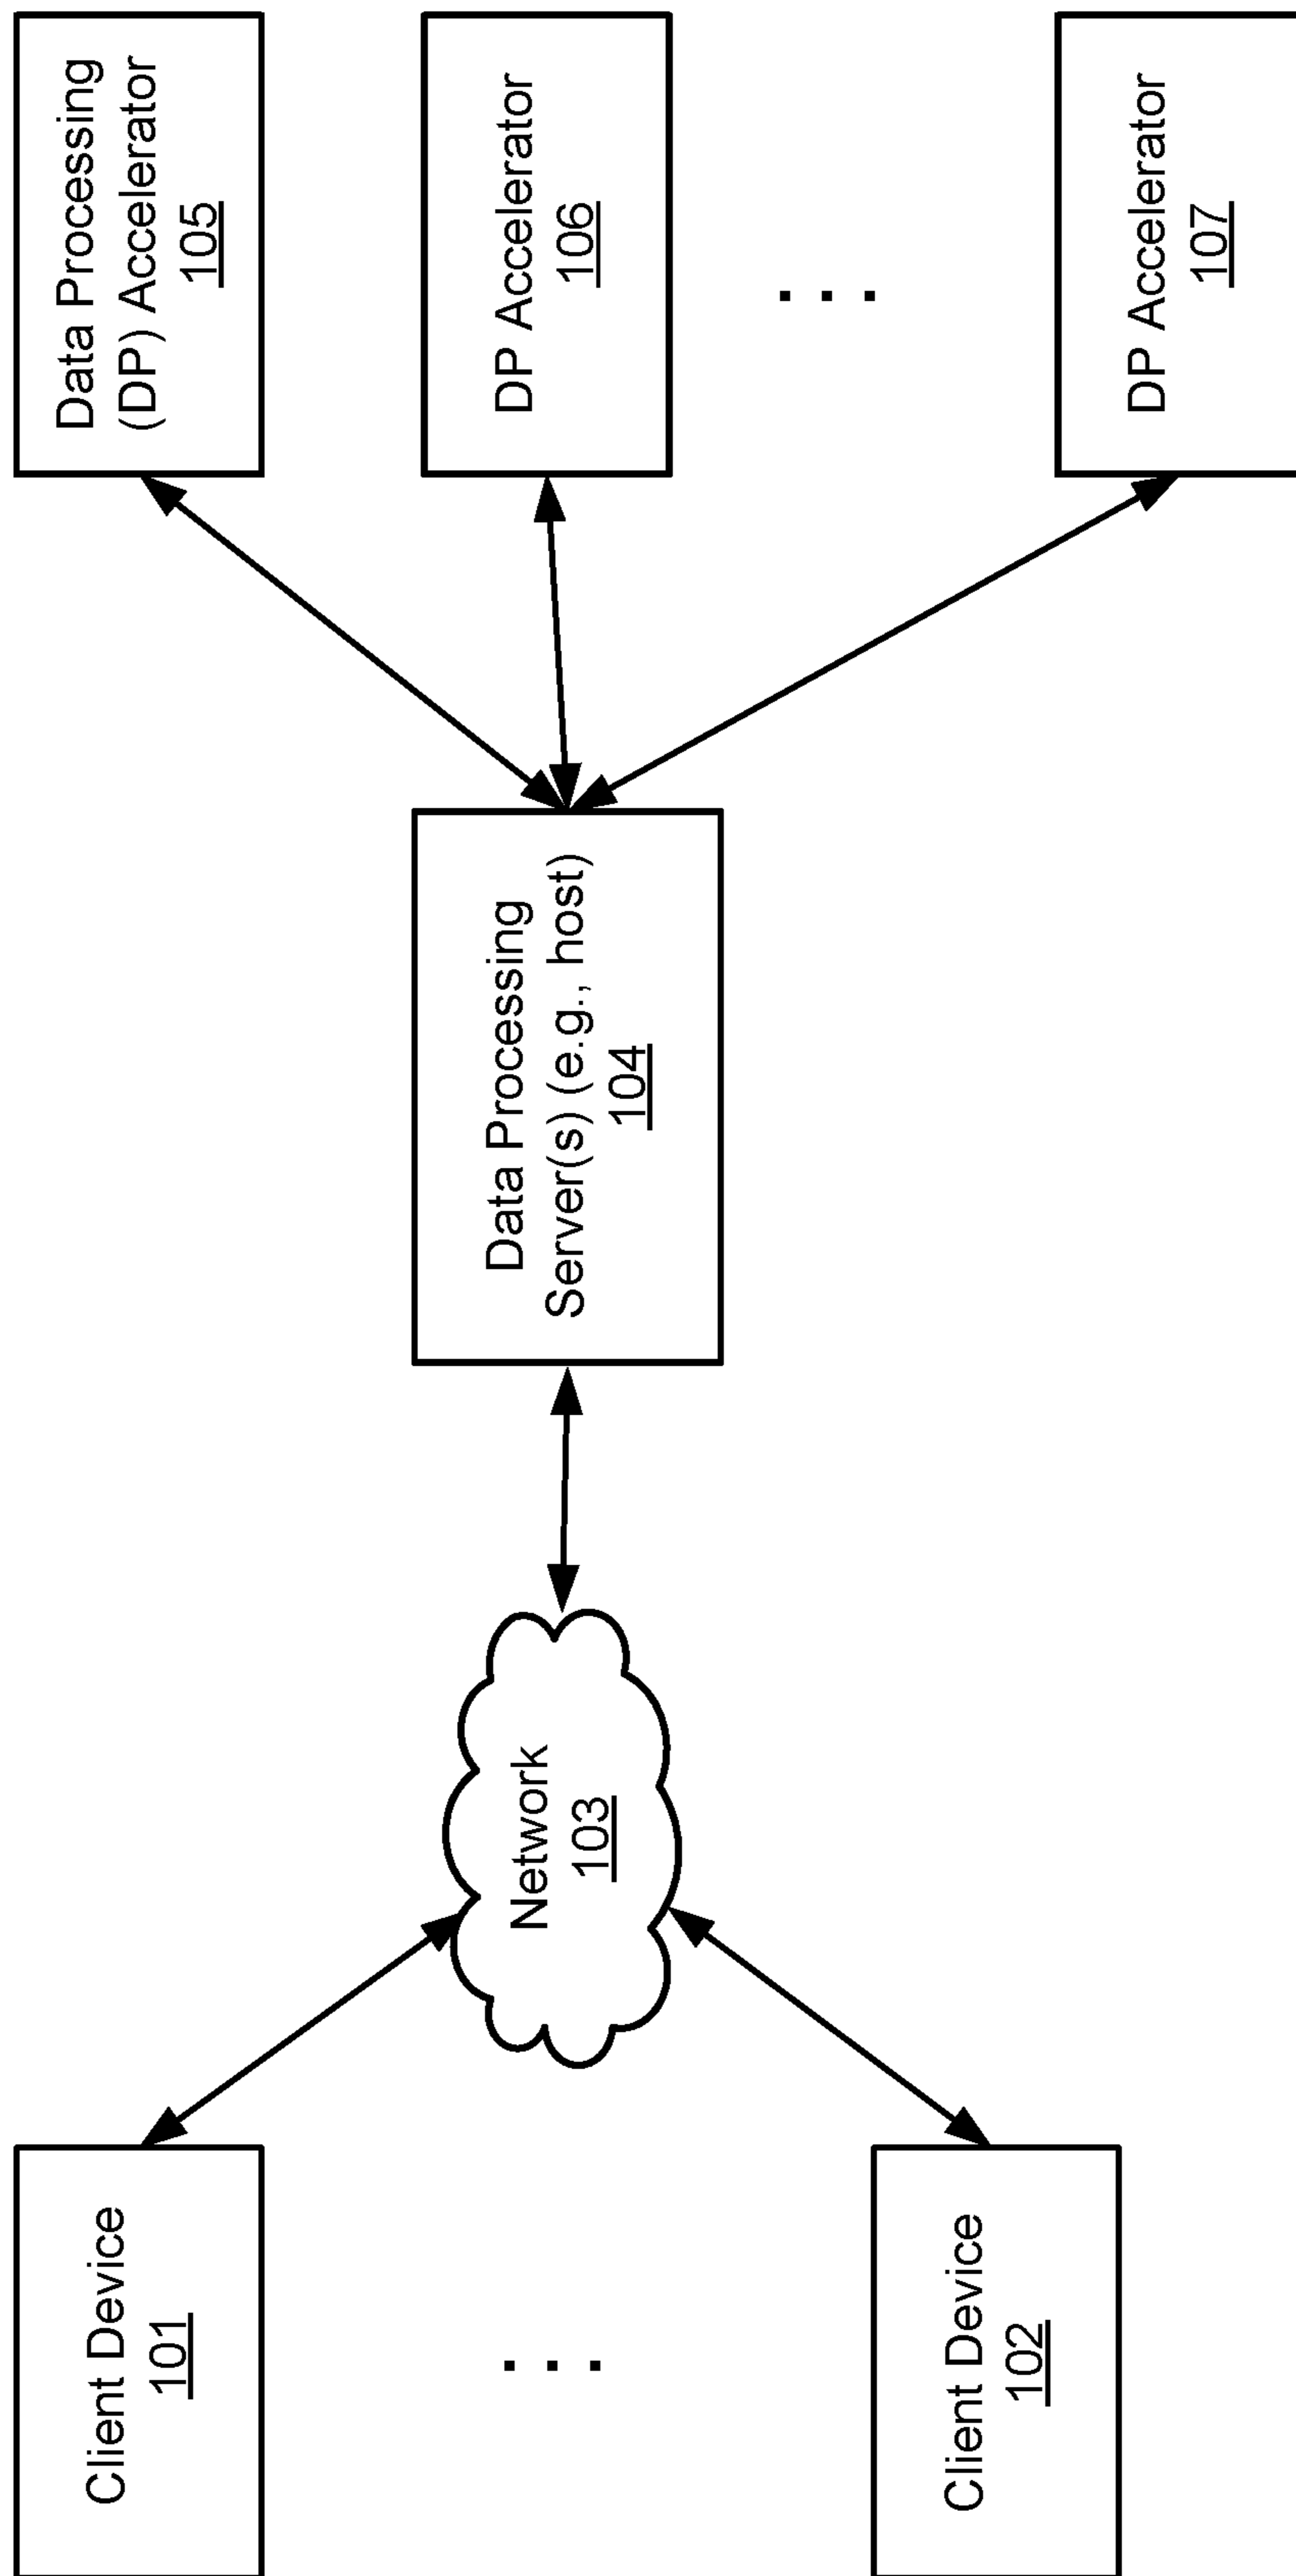 Client Device
101
Client Device
102
Network
103
Data Processing
Server(s) (e.g., host)
104
Data Processing
(DP) Accelerator
105
DP Accelerator
106
DP Accelerator
107